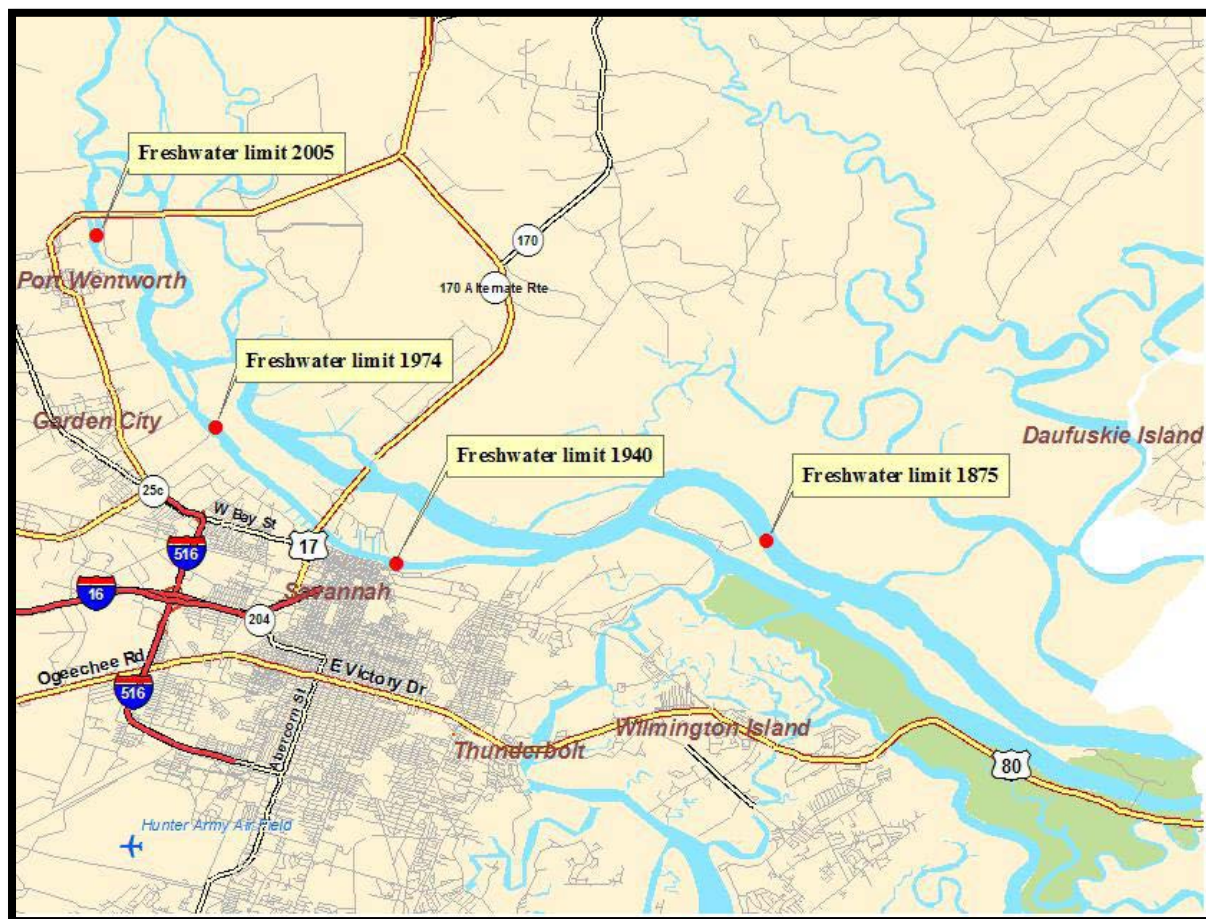 Freshwater limit 2005
170
Port Wentworth
170 Alternate Rte
Freshwater limit 1974
Garden City
Daufuskie Island
Freshwater limit 1940
Freshwater limit 1875
25c
W Bay St
17
516
16
Savannah
204
Ogeechee Rd
E Victory Dr
516
Abercorn St
Wilmington Island
Thunderbolt
80
Hunter Army Air Field